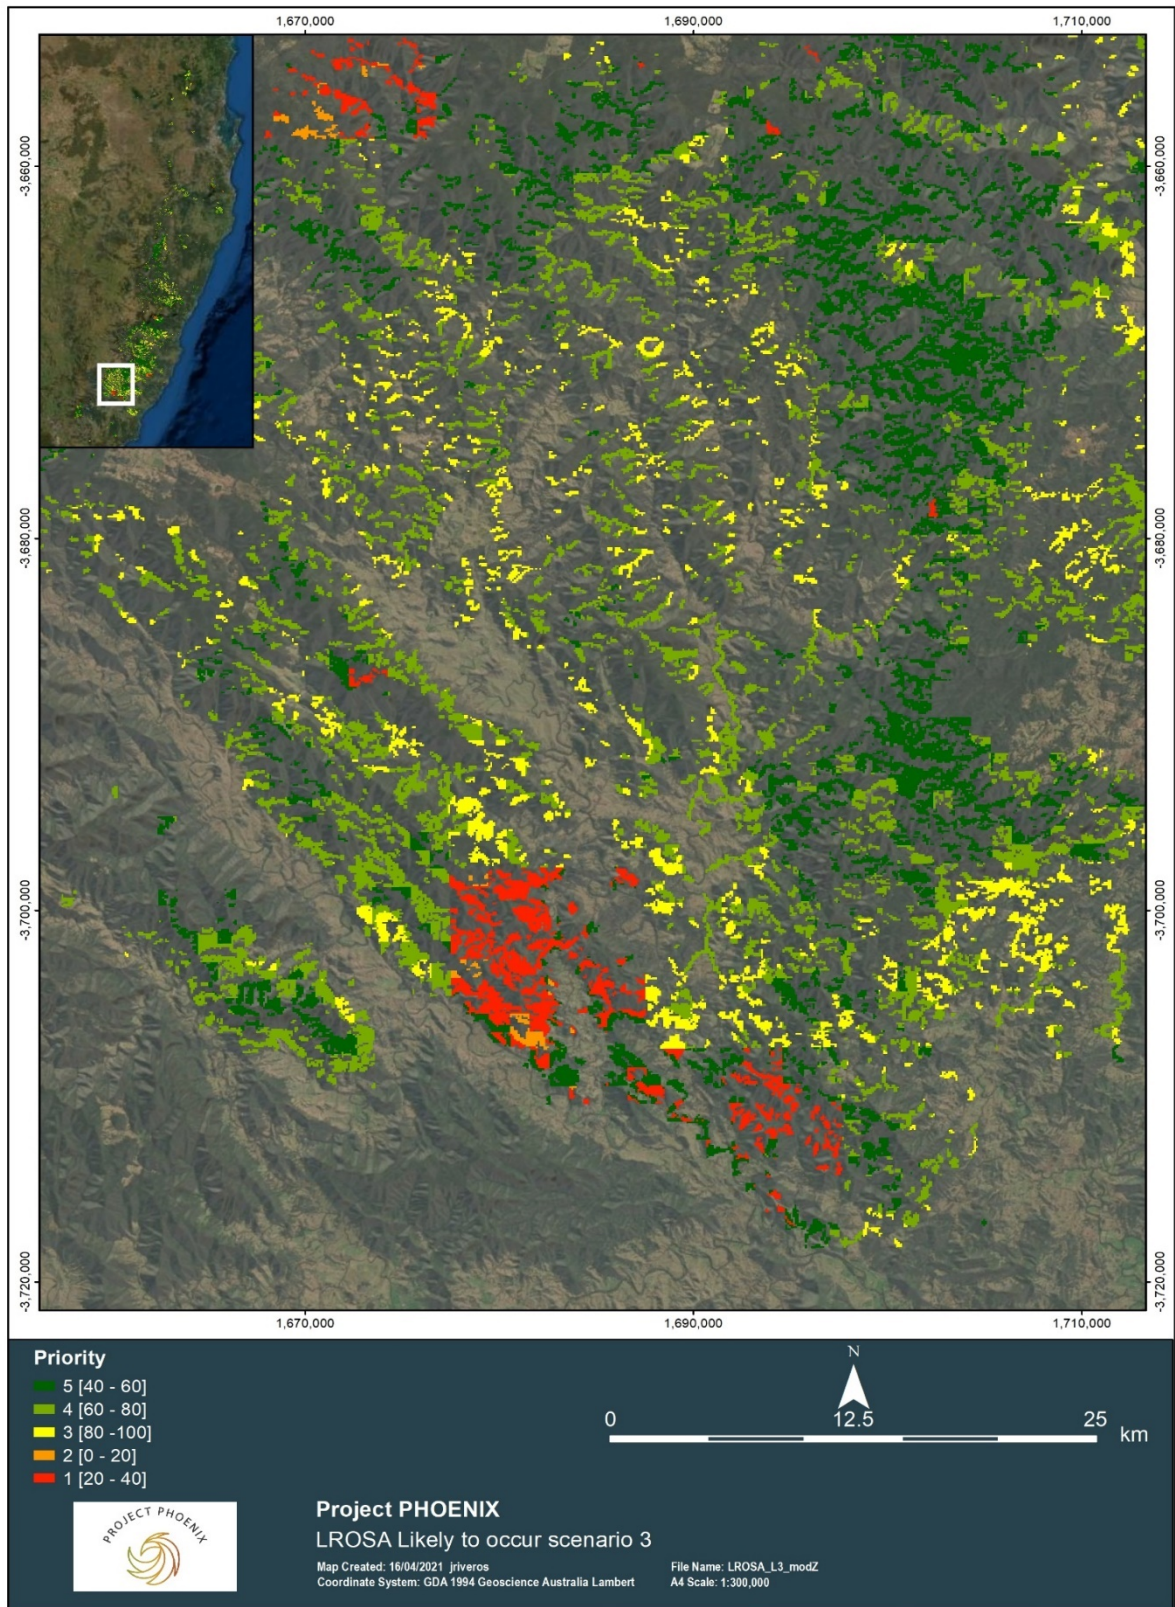 1,670,000 1,690,000 1,710,000
-3,660,000 -3,660,000
-3,680,000 -3,680,000
-3,700,000 -3,700,000
-3,720,000 -3,720,000
1,670,000 1,690,000 1,710,000
Priority
5 [40 - 60]
4 [60 - 80]
3 [80 -100]
2 [0 - 20]
1 [20 - 40]
N
0 12.5 25 km
PROJECT PHOENIX
Project PHOENIX
LROSA Likely to occur scenario 3
Map Created: 16/04/2021 jriveros File Name: LROSA_L3_modZ
Coordinate System: GDA 1994 Geoscience Australia Lambert A4 Scale: 1:300,000